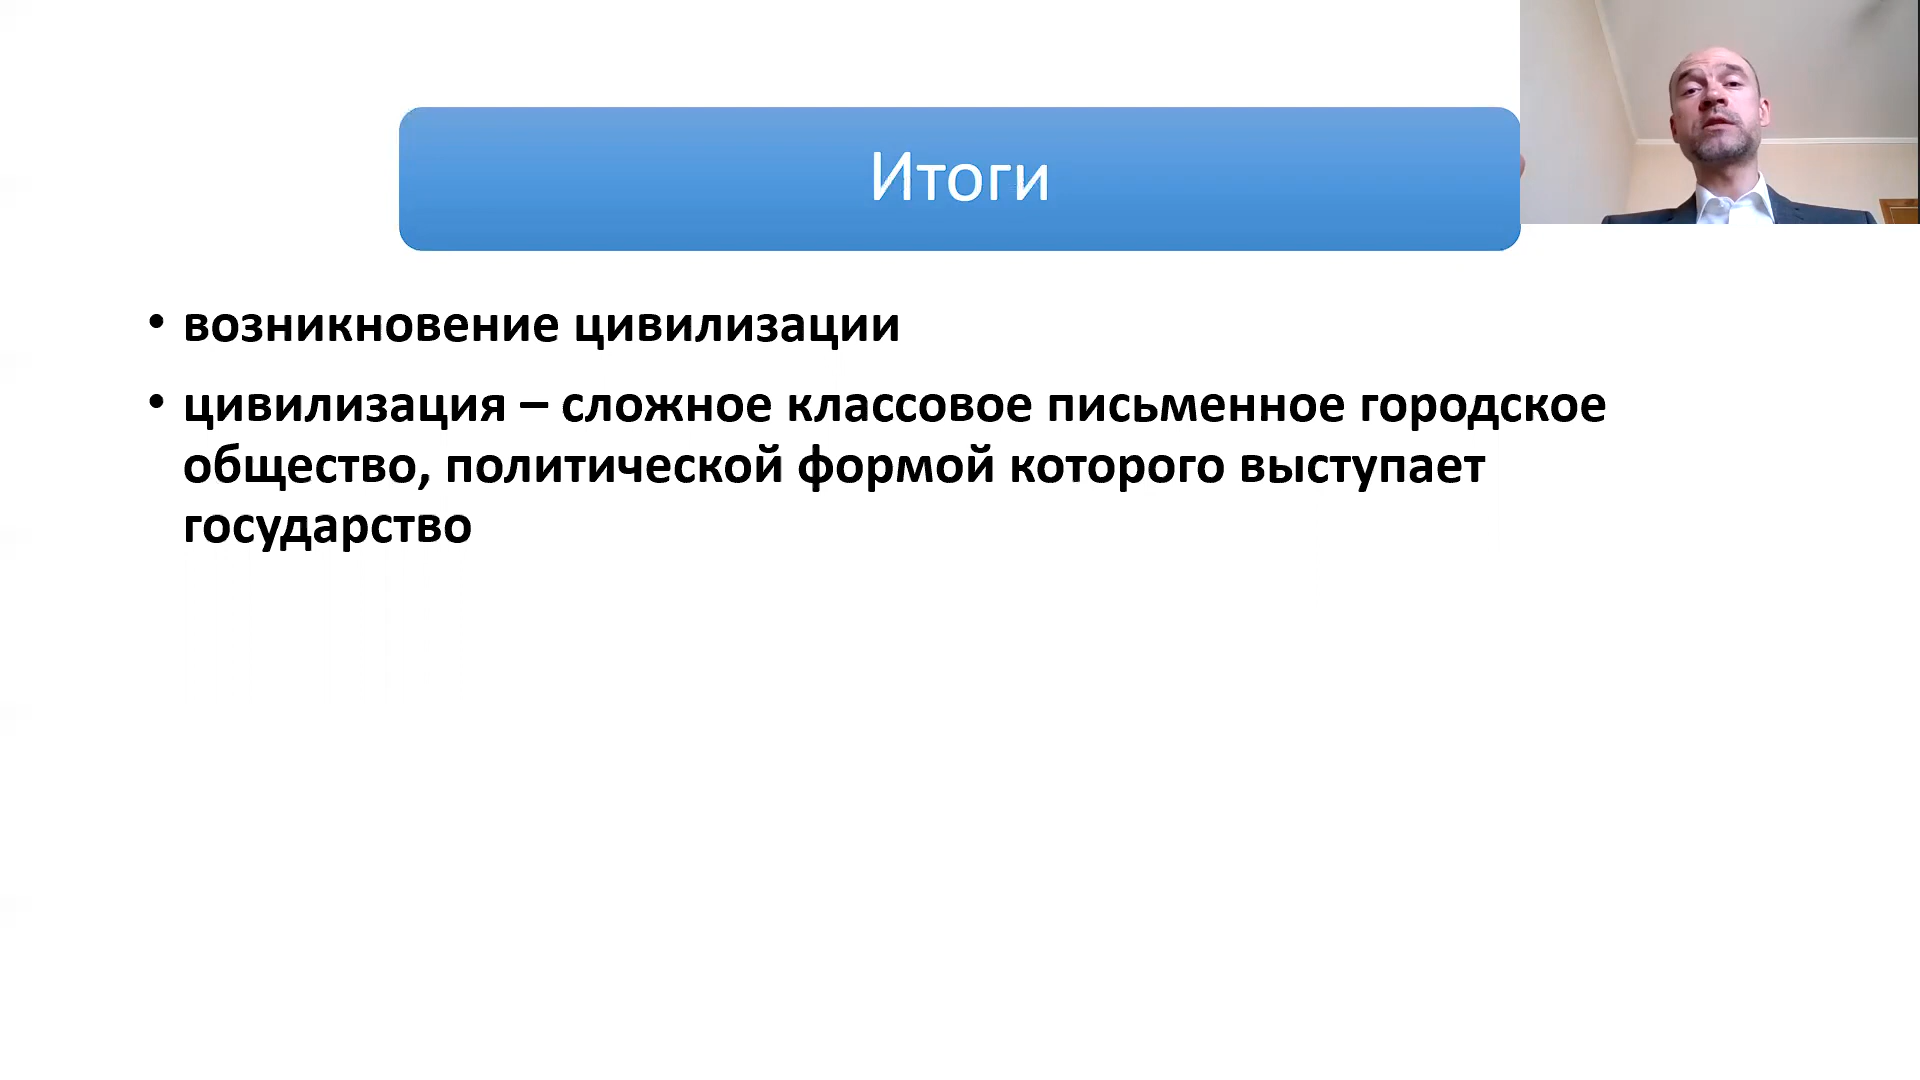 Итоги
• возникновение цивилизации
• цивилизация – сложное классовое письменное городское
общество, политической формой которого выступает
государство